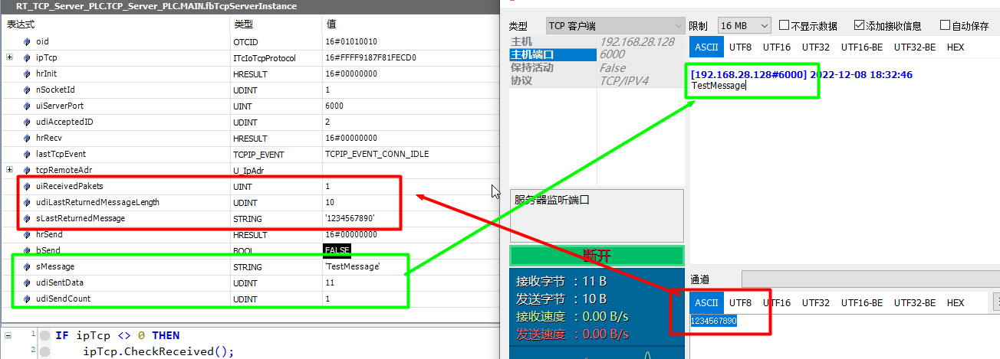 RT_TCP_Server_PLC.TCP_Server_PLC.MAIN.fbTcpServerInstance
表达式 类型 值
oid OTCID 16#01010010
ipTcp ITcIoTcpProtocol 16#FFFF9187F81FECD0
hrInit HRESULT 16#00000000
nSocketId UDINT 1
uiServerPort UINT 6000
udiAcceptedID UDINT 2
hrRecv HRESULT 16#00000000
lastTcpEvent TCPIP_EVENT TCPIP_EVENT_CONN_IDLE
tcpRemoteAdr U_IpAdr
uiReceivedPakets UINT 1
udiLastReturnedMessageLength UDINT 10
sLastReturnedMessage STRING '1234567890'
hrSend HRESULT 16#00000000
bSend BOOL FALSE
sMessage STRING 'TestMessage'
udiSentData UDINT 11
udiSendCount UDINT 1
1 IF ipTcp <> 0 THEN
2 ipTcp.CheckReceived();
类型 TCP 客户端
主机 192.168.28.128
主机端口 6000
保持活动 False
协议 TCP/IPV4
服务器监听端口
断开
接收字节 : 11 B
发送字节 : 10 B
接收速度 : 0.00 B/s
发送速度 : 0.00 B/s
限制 16 MB 不显示数据 添加接收信息 自动保存
ASCII UTF8 UTF16 UTF32 UTF16-BE UTF32-BE HEX
[192.168.28.128#6000] 2022-12-08 18:32:46
TestMessage
通道
ASCII UTF8 UTF16 UTF32 UTF16-BE UTF32-BE HEX
1234567890